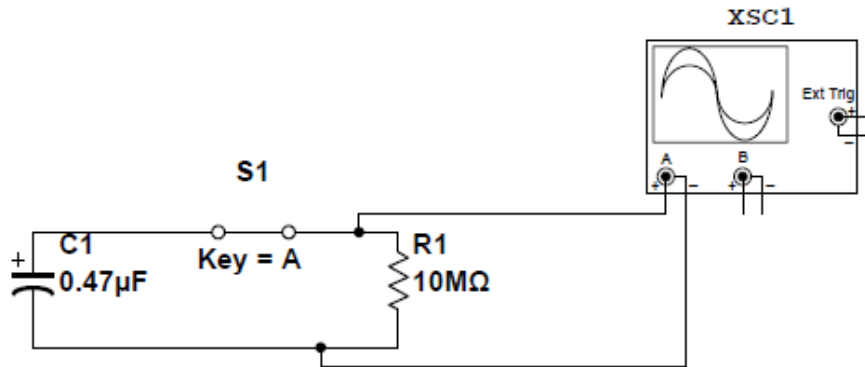 XSC1
Ext Trig
+
−
A
B
+ − + −
S1
+ C1
0.47µF
Key = A
R1
10MΩ